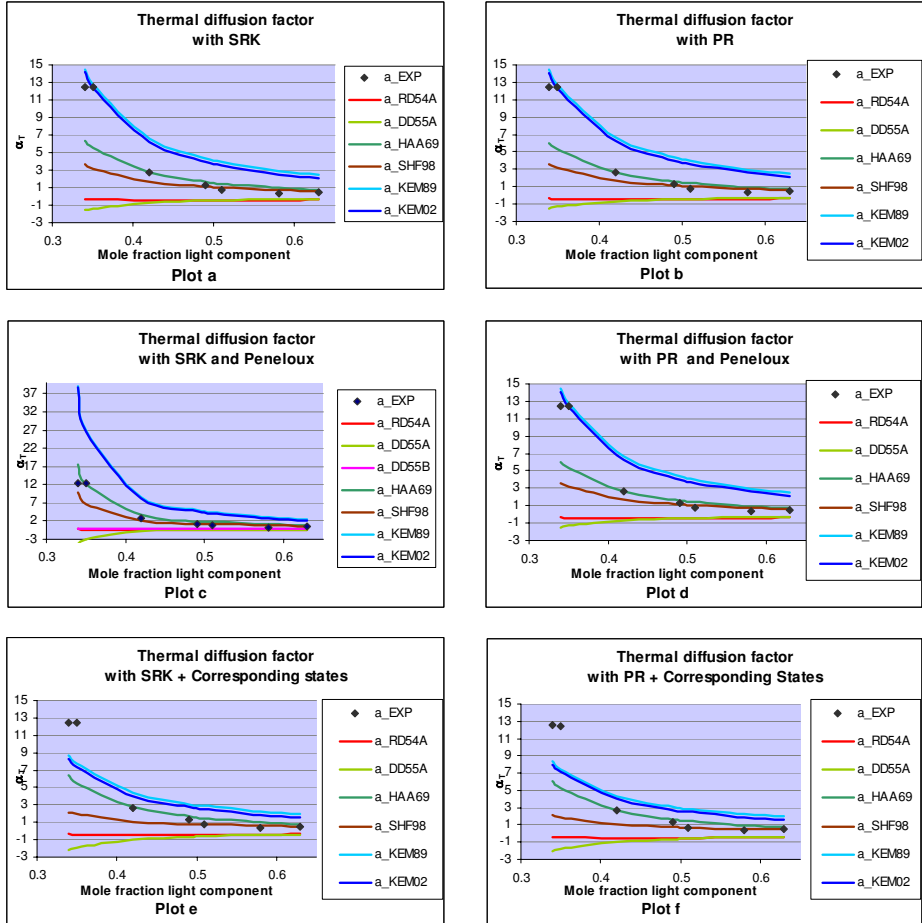 Thermal diffusion factor
with SRK
15
13
11
9
7
5
3
1
-1
-3
αT
0.3 0.4 0.5 0.6
Mole fraction light component
Plot a
a_EXP
a_RD54A
a_DD55A
a_HAA69
a_SHF98
a_KEM89
a_KEM02
Thermal diffusion factor
with PR
15
13
11
9
7
5
3
1
-1
-3
αT
0.3 0.4 0.5 0.6
Mole fraction light component
Plot b
a_EXP
a_RD54A
a_DD55A
a_HAA69
a_SHF98
a_KEM89
a_KEM02
Thermal diffusion factor
with SRK and Peneloux
37
32
27
22
17
12
7
2
-3
αT
0.3 0.4 0.5 0.6
Mole fraction light component
Plot c
a_EXP
a_RD54A
a_DD55A
a_DD55B
a_HAA69
a_SHF98
a_KEM89
a_KEM02
Thermal diffusion factor
with PR and Peneloux
15
13
11
9
7
5
3
1
-1
-3
αT
0.3 0.4 0.5 0.6
Mole fraction light component
Plot d
a_EXP
a_RD54A
a_DD55A
a_HAA69
a_SHF98
a_KEM89
a_KEM02
Thermal diffusion factor
with SRK + Corresponding states
15
13
11
9
7
5
3
1
-1
-3
αT
0.3 0.4 0.5 0.6
Mole fraction light component
Plot e
a_EXP
a_RD54A
a_DD55A
a_HAA69
a_SHF98
a_KEM89
a_KEM02
Thermal diffusion factor
with PR + Corresponding States
15
13
11
9
7
5
3
1
-1
-3
αT
0.3 0.4 0.5 0.6
Mole fraction light component
Plot f
a_EXP
a_RD54A
a_DD55A
a_HAA69
a_SHF98
a_KEM89
a_KEM02